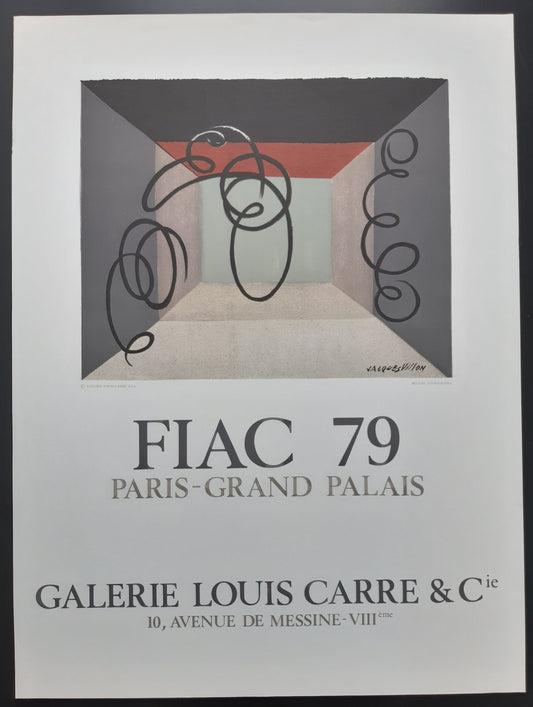 JACQUES VILLON
FIAC 79
PARIS-GRAND PALAIS
GALERIE LOUIS CARRE & Cie
10, AVENUE DE MESSINE-VIIIème